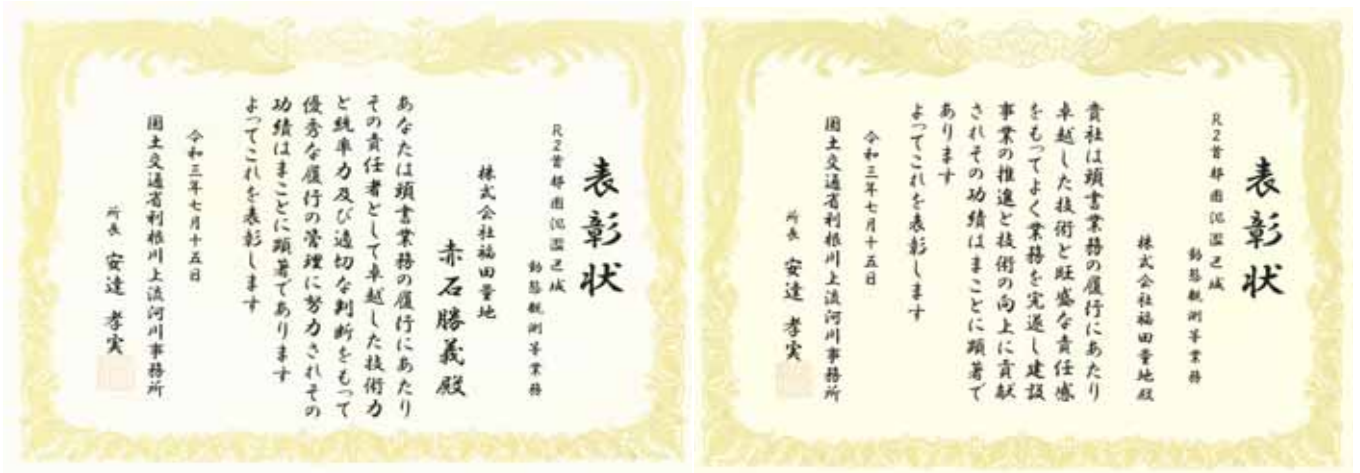 表彰状
R2首都圏氾濫区域
動態観測等業務
株式会社福田量地
赤石勝義殿
あなたは頭書業務の履行にあたり
その責任者として卓越した技術力
と統率力及び適切な判断をもって
優秀な履行の管理に努力されその
功績はまことに顕著であります
よってこれを表彰します
令和三年七月十五日
国土交通省利根川上流河川事務所
所長 安達 孝実
表彰状
R2首都圏氾濫区域
動態観測等業務
株式会社福田量地殿
貴社は頭書業務の履行にあたり
卓越した技術と旺盛な責任感
をもってよく業務を完遂し建設
事業の推進と技術の向上に貢献
されその功績はまことに顕著で
あります
よってこれを表彰します
令和三年七月十五日
国土交通省利根川上流河川事務所
所長 安達 孝実